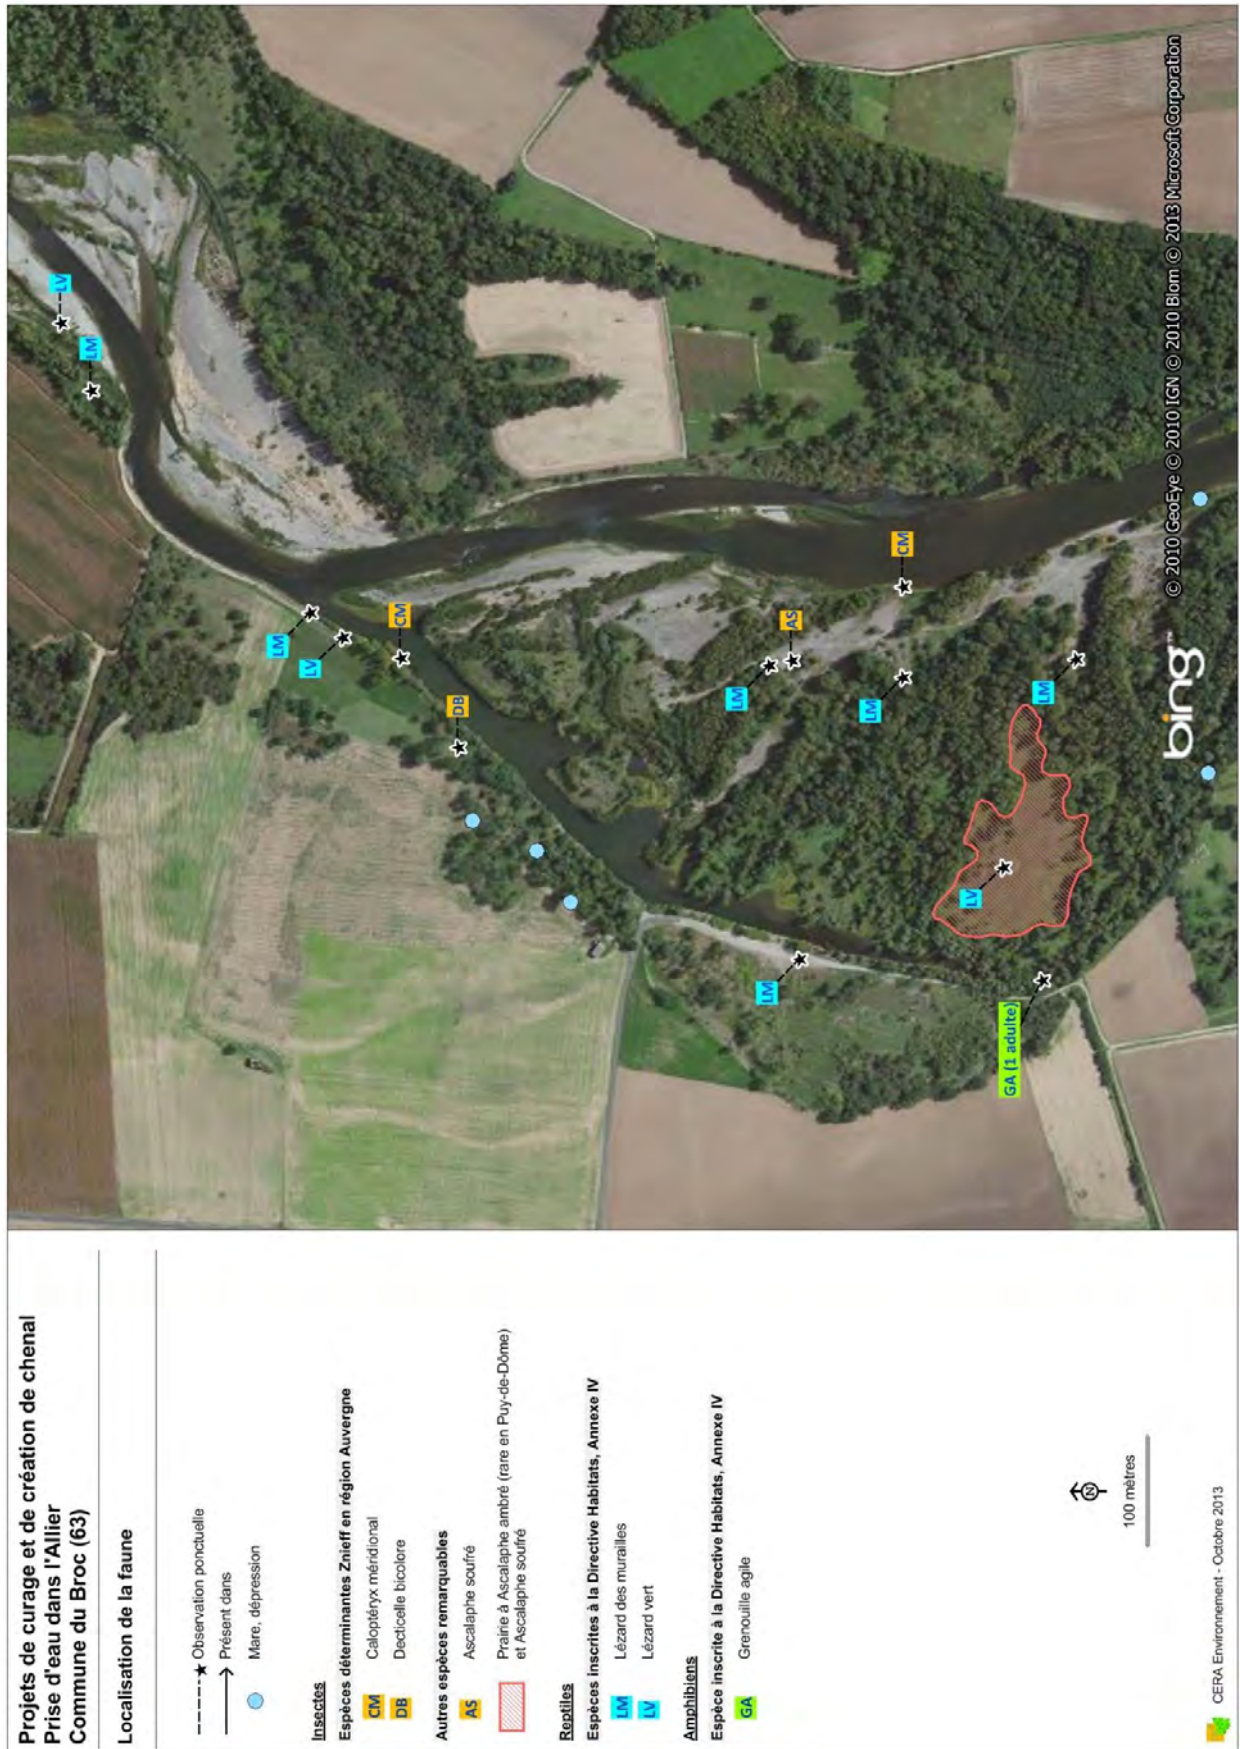 Projets de curage et de création de chenal
Prise d'eau dans l'Allier
Commune du Broc (63)
Localisation de la faune
Observation ponctuelle
Présent dans
Mare, dépression
Insectes
Espèces déterminantes Znieff en région Auvergne
CM Caloptéryx méridional
DB Decticelle bicolore
Autres espèces remarquables
AS Ascalaphe soufré
Prairie à Ascalaphe ambré (rare en Puy-de-Dôme)
et Ascalaphe soufré
Reptiles
Espèces inscrites à la Directive Habitats, Annexe IV
LM Lézard des murailles
LV Lézard vert
Amphibiens
Espèce inscrite à la Directive Habitats, Annexe IV
GA Grenouille agile
N
100 mètres
CERA Environnement - Octobre 2013
LV
LM
LM
LV
CM
DB
LM
AS
LM
CM
LM
LV
LM
GA (1 adulte)
bing™
© 2010 GeoEye © 2010 IGN © 2010 Blom © 2013 Microsoft Corporation